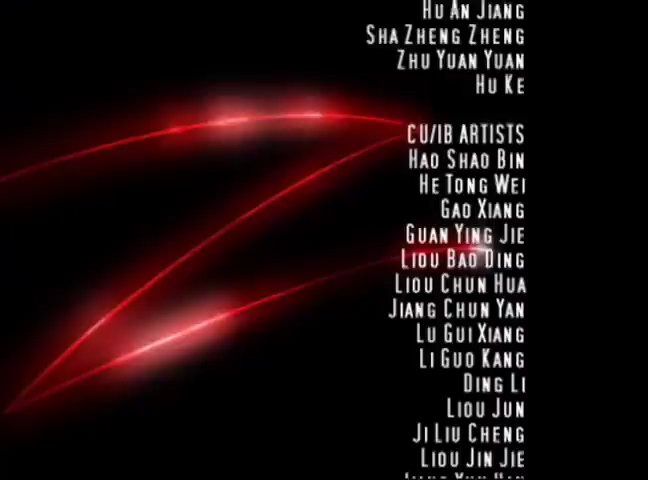 Hu An Jiang
Sha Zheng Zheng
Zhu Yuan Yuan
Hu Ke
CU/IB ARTISTS
Hao Shao Bin
He Tong Wei
Gao Xiang
Guan Ying Jie
Liou Bao Ding
Liou Chun Hua
Jiang Chun Yan
Lu Gui Xiang
Li Guo Kang
Ding Li
Liou Jun
Ji Liu Cheng
Liou Jin Jie